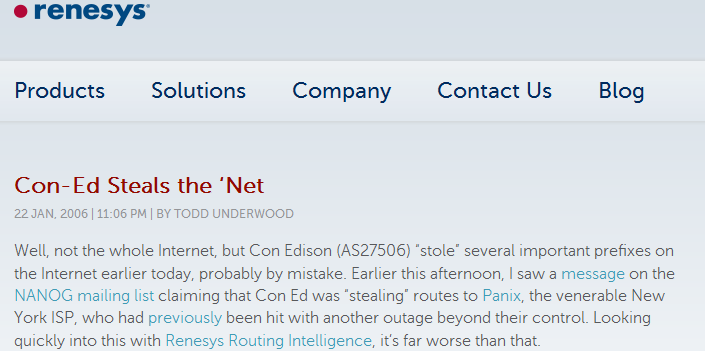 renesys
Products Solutions Company Contact Us Blog
Con-Ed Steals the ‘Net
22 JAN, 2006 | 11:06 PM | BY TODD UNDERWOOD
Well, not the whole Internet, but Con Edison (AS27506) “stole” several important prefixes on
the Internet earlier today, probably by mistake. Earlier this afternoon, I saw a message on the
NANOG mailing list claiming that Con Ed was “stealing” routes to Panix, the venerable New
York ISP, who had previously been hit with another outage beyond their control. Looking
quickly into this with Renesys Routing Intelligence, it’s far worse than that.